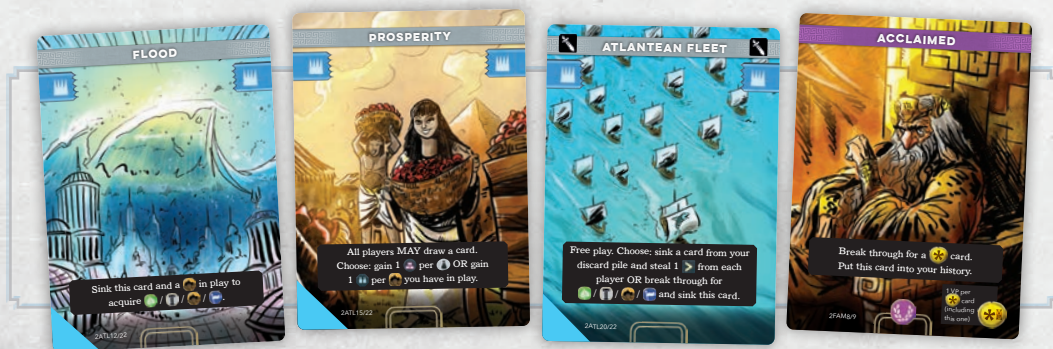 FLOOD
Sink this card and a in play to
acquire / / / .
2ATL12/22
PROSPERITY
All players MAY draw a card.
Choose: gain 1 per OR gain
1 per you have in play.
2ATL15/22
ATLANTEAN FLEET
Free play. Choose: sink a card from your
discard pile and steal 1 from each
player OR break through for
/ / / and sink this card.
2ATL20/22
ACCLAIMED
Break through for a card.
Put this card into your history.
1 VP per
card
(including
this one)
2FAM8/9